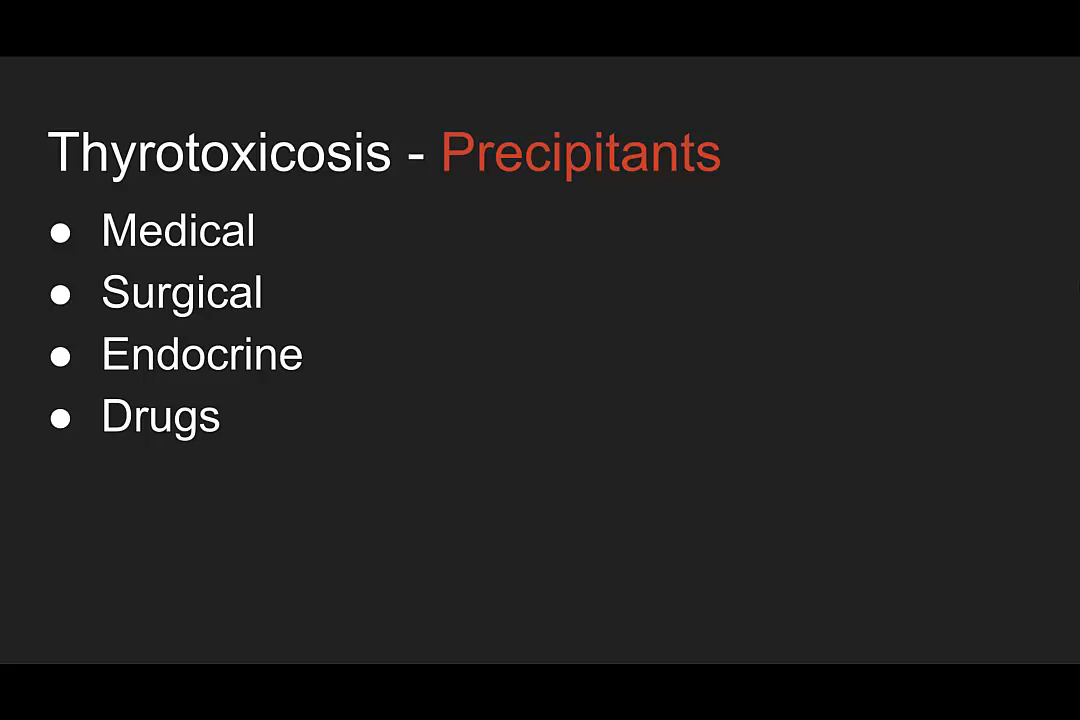 Thyrotoxicosis - Precipitants
● Medical
● Surgical
● Endocrine
● Drugs